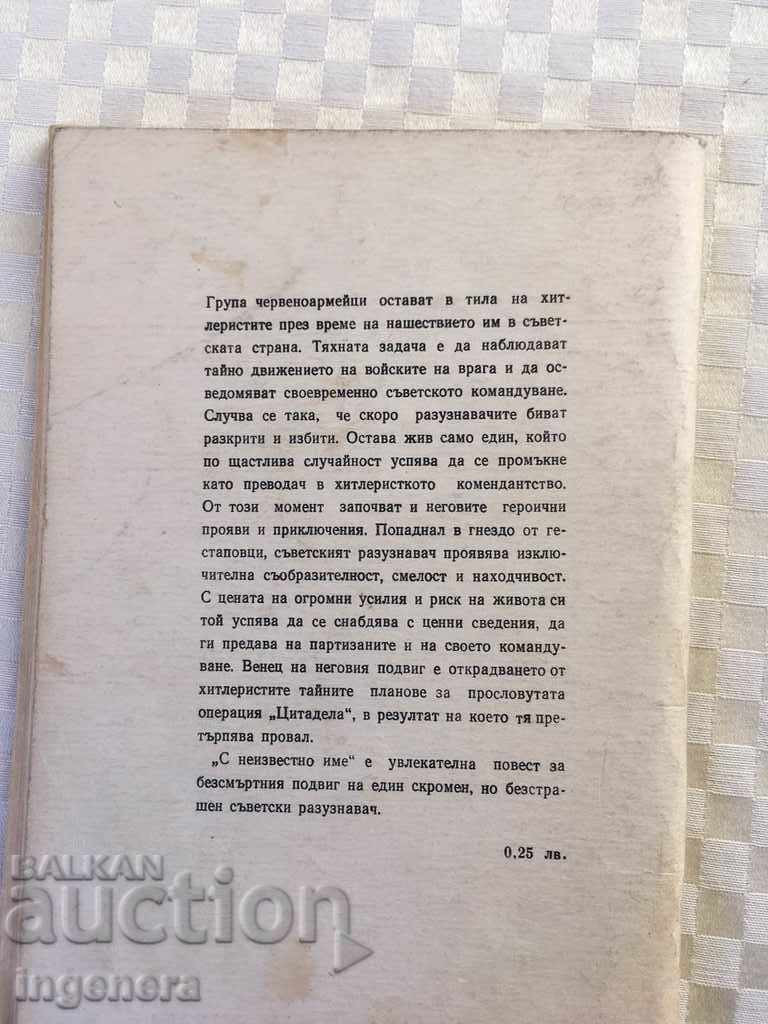 Група червеноармейци остават в тила на хит-
леристите през време на нашествието им в съвет-
ската страна. Тяхната задача е да наблюдават
тайно движението на войските на врага и да ос-
ведомяват своевременно съветското командуване.
Случва се така, че скоро разузнавачите биват
разкрити и избити. Остава жив само един, който
по щастлива случайност успява да се промъкне
като преводач в хитлеристкото комендантство.
От този момент започват и неговите героични
прояви и приключения. Попаднал в гнездо от ге-
стаповци, съветският разузнавач проявява изклю-
чителна съобразителност, смелост и находчивост.
С цената на огромни усилия и риск на живота си
той успява да се снабдява с ценни сведения, да
ги предава на партизаните и на своето команду-
ване. Венец на неговия подвиг е открадването от
хитлеристите тайните планове за прословутата
операция „Цитадела“, в резултат на което тя пре-
търпява провал.
„С неизвестно име“ е увлекателна повест за
безсмъртния подвиг на един скромен, но безстра-
шен съветски разузнавач.
0.25 лв.
BALKAN
auction
ingenera